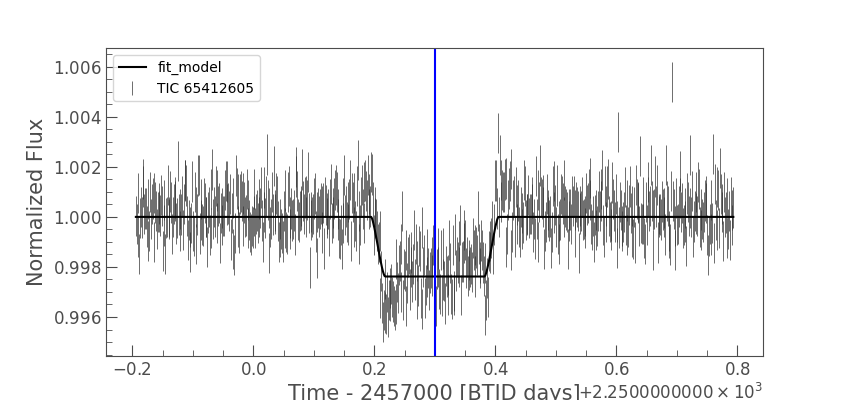 1.006
1.004
1.002
1.000
0.998
0.996
Normalized Flux
fit_model
TIC 65412605
−0.2 0.0 0.2 0.4 0.6 0.8
Time - 2457000 [BTJD days]
+2.2500000000 × 10³